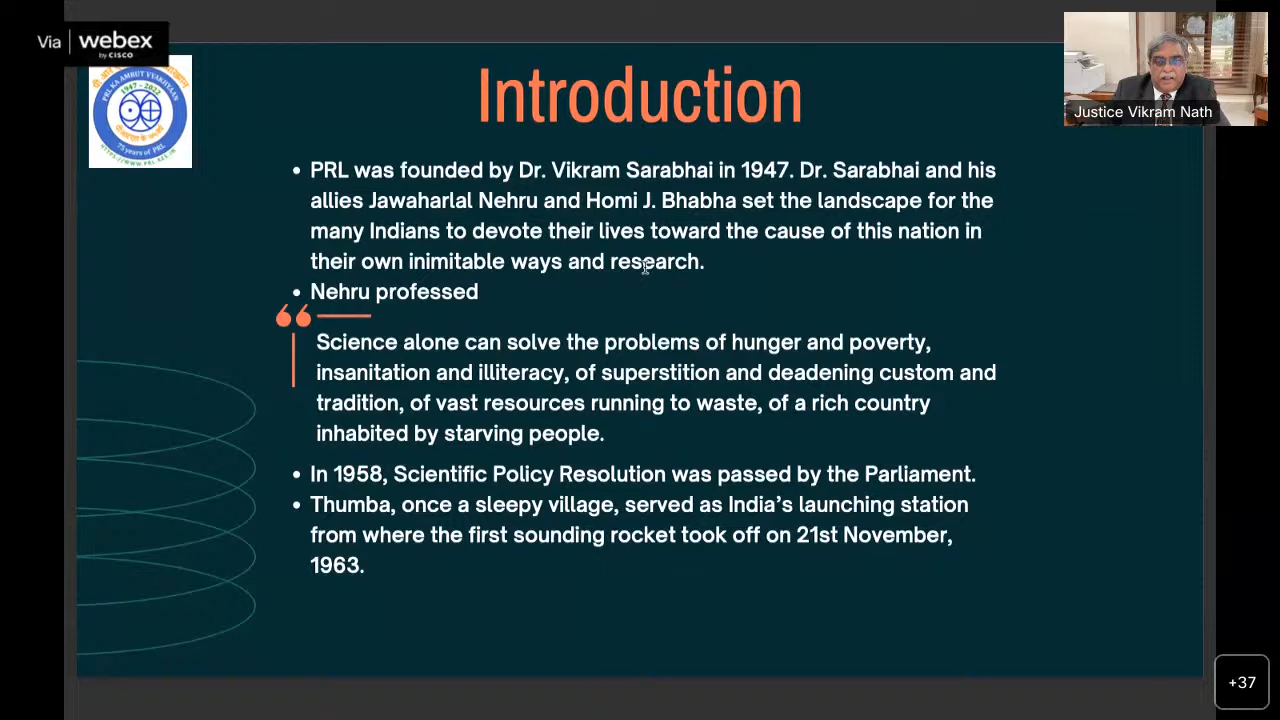 Via webex
by CISCO
1947 - 2022
75 years of PRL
Introduction
Justice Vikram Nath
• PRL was founded by Dr. Vikram Sarabhai in 1947. Dr. Sarabhai and his
allies Jawaharlal Nehru and Homi J. Bhabha set the landscape for the
many Indians to devote their lives toward the cause of this nation in
their own inimitable ways and research.
• Nehru professed
“
Science alone can solve the problems of hunger and poverty,
insanitation and illiteracy, of superstition and deadening custom and
tradition, of vast resources running to waste, of a rich country
inhabited by starving people.
• In 1958, Scientific Policy Resolution was passed by the Parliament.
• Thumba, once a sleepy village, served as India’s launching station
from where the first sounding rocket took off on 21st November,
1963.
+37